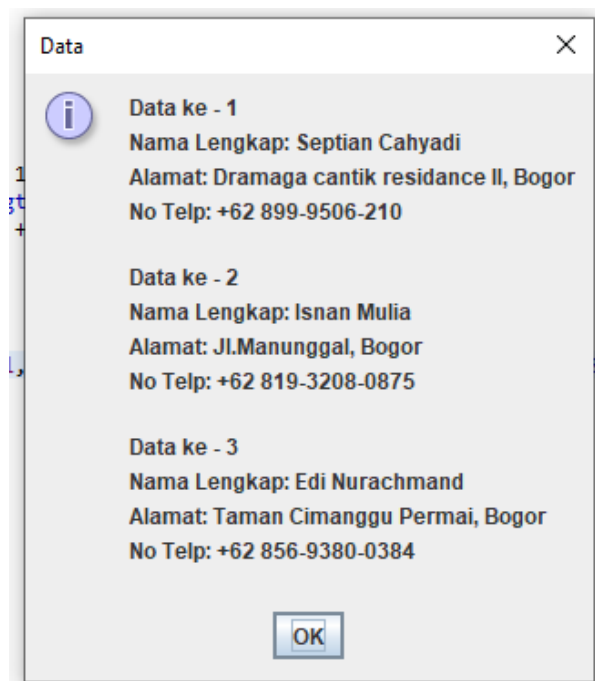 Data
Data ke - 1
Nama Lengkap: Septian Cahyadi
Alamat: Dramaga cantik residance II, Bogor
No Telp: +62 899-9506-210
Data ke - 2
Nama Lengkap: Isnan Mulia
Alamat: Jl.Manunggal, Bogor
No Telp: +62 819-3208-0875
Data ke - 3
Nama Lengkap: Edi Nurachmand
Alamat: Taman Cimanggu Permai, Bogor
No Telp: +62 856-9380-0384
OK